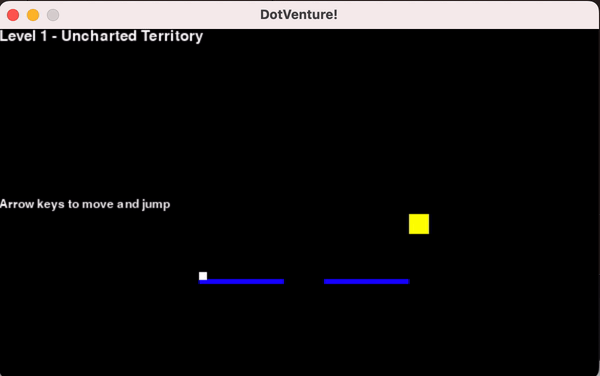 DotVenture!
Level 1 - Uncharted Territory
Arrow keys to move and jump